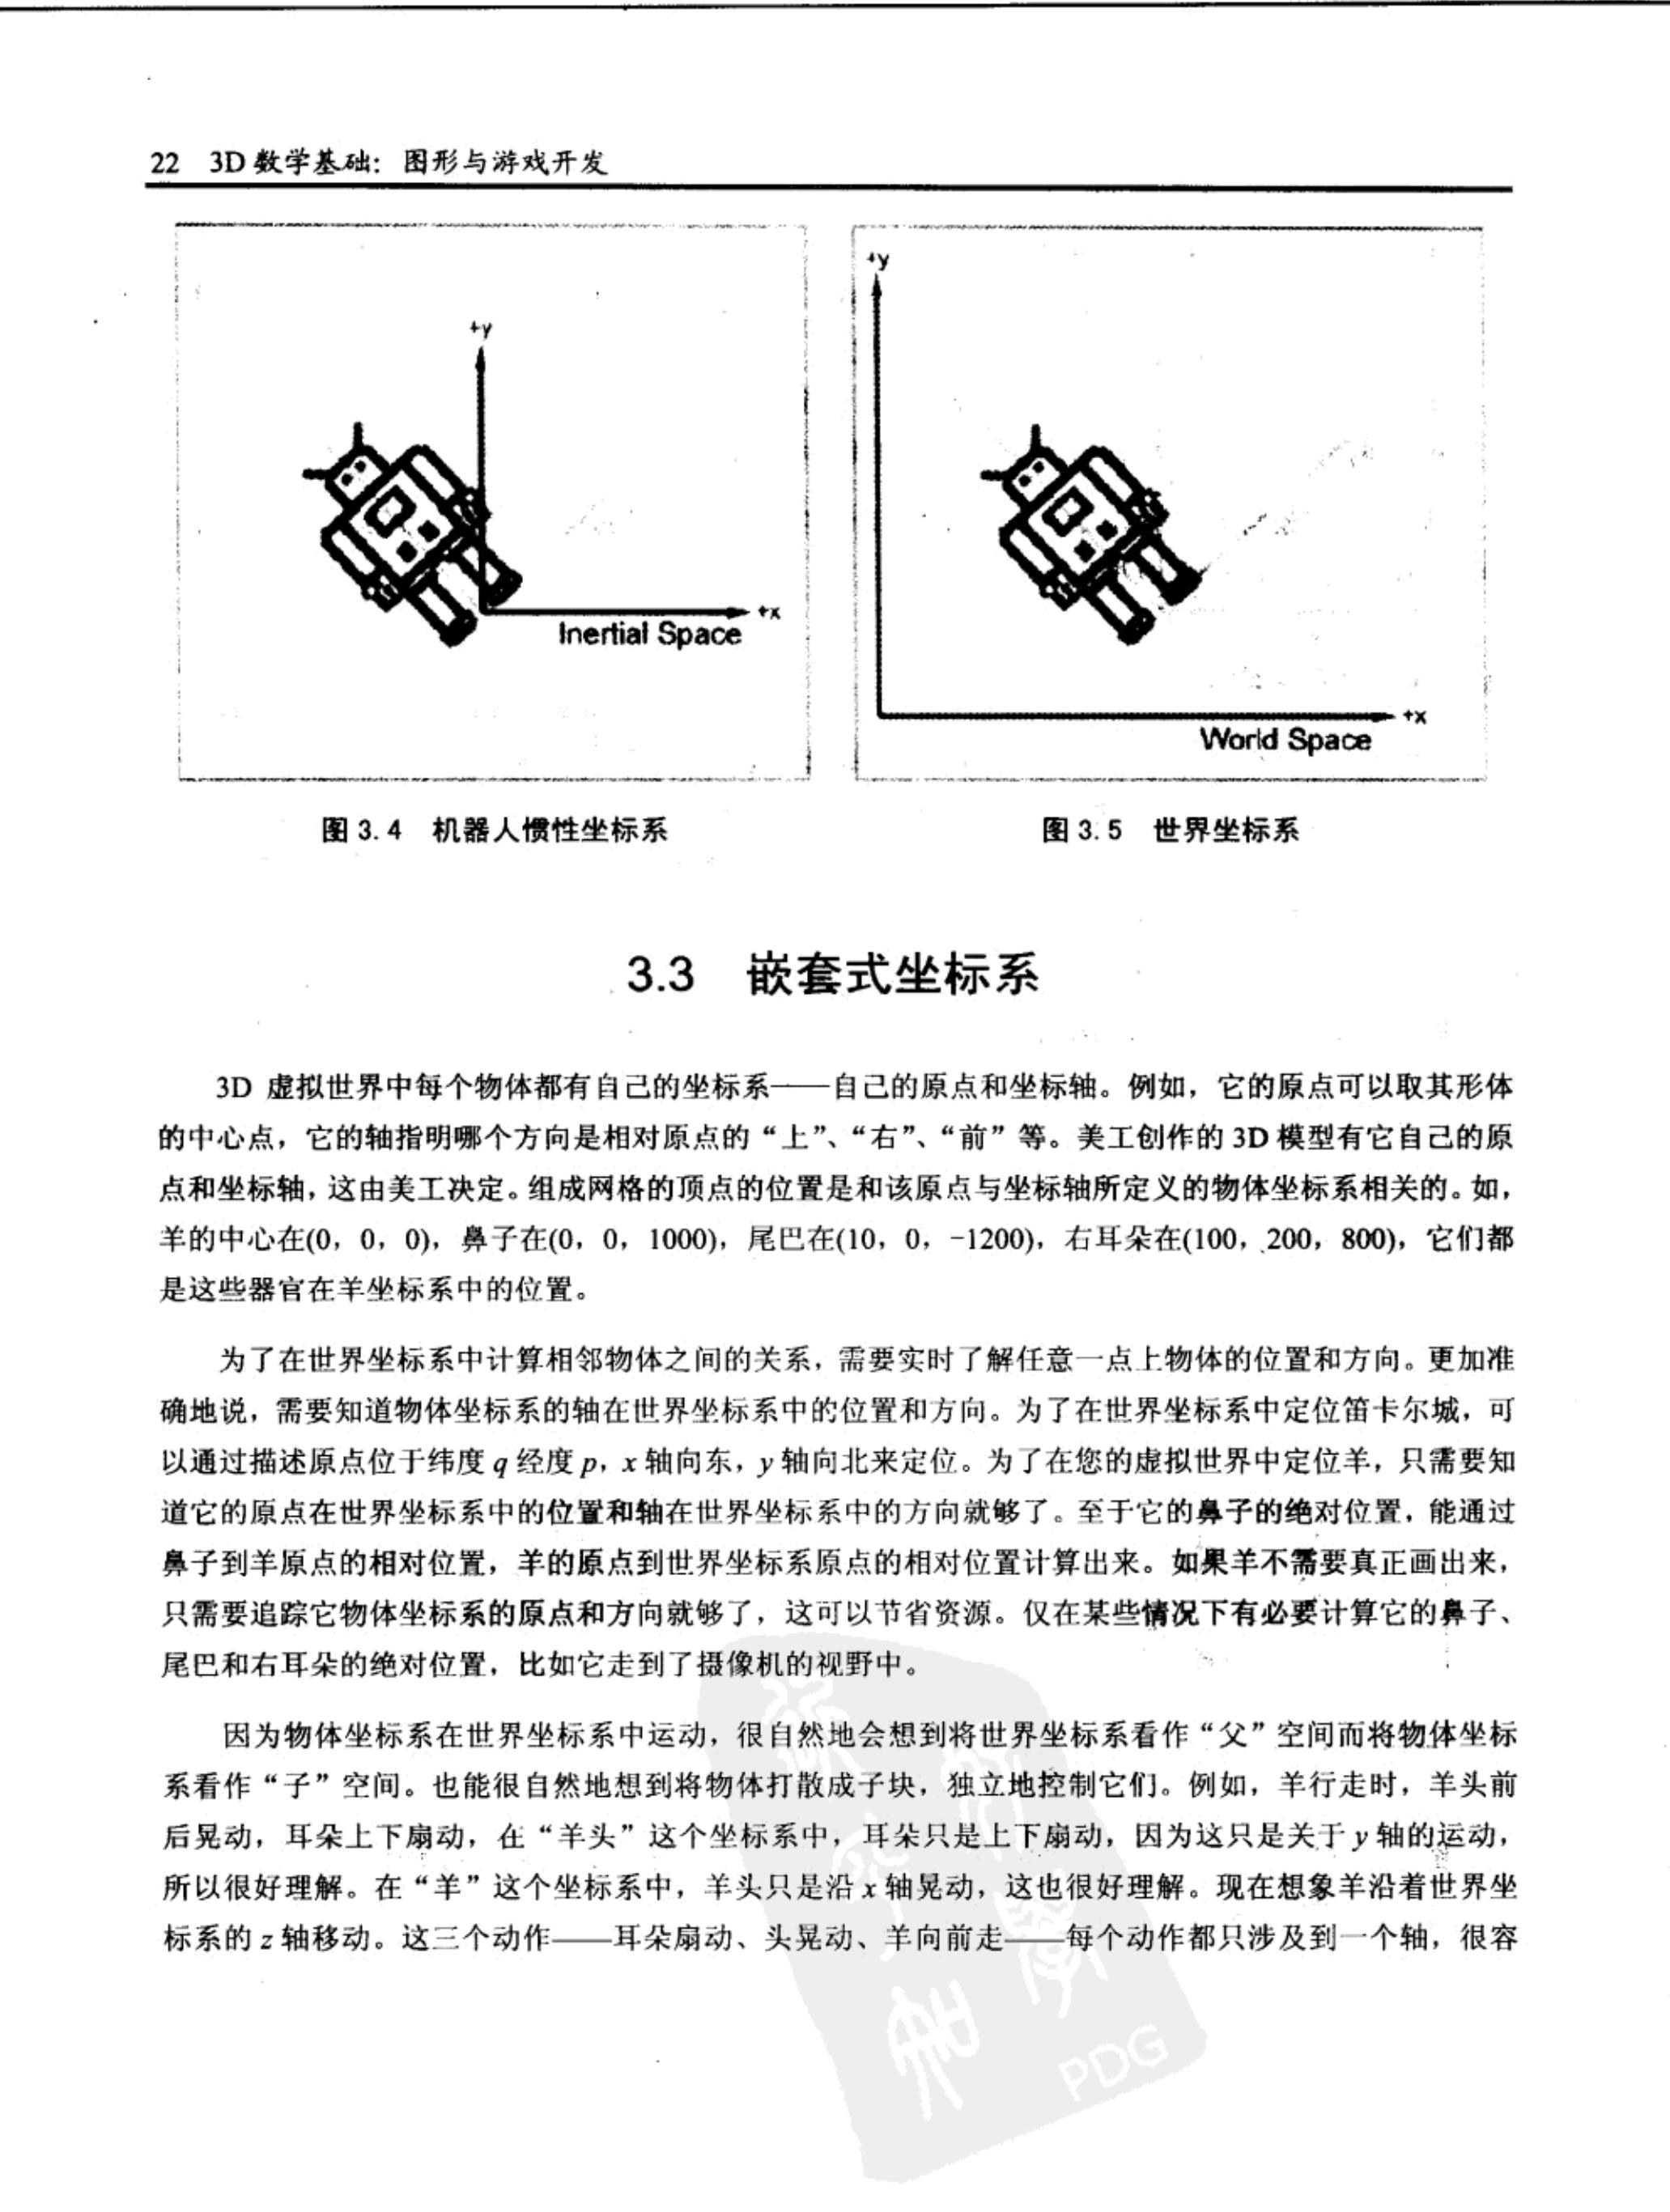 22 3D 数学基础：图形与游戏开发
+y
+x
Inertial Space
+y
+x
World Space
图 3.4 机器人惯性坐标系
图 3.5 世界坐标系
3.3 嵌套式坐标系
3D 虚拟世界中每个物体都有自己的坐标系——自己的原点和坐标轴。例如，它的原点可以取其形体
的中心点，它的轴指明哪个方向是相对原点的“上”、“右”、“前”等。美工创作的 3D 模型有它自己的原
点和坐标轴，这由美工决定。组成网格的顶点的位置是和该原点与坐标轴所定义的物体坐标系相关的。如，
羊的中心在(0，0，0)，鼻子在(0，0，1000)，尾巴在(10，0，-1200)，右耳朵在(100，200，800)，它们都
是这些器官在羊坐标系中的位置。
为了在世界坐标系中计算相邻物体之间的关系，需要实时了解任意一点上物体的位置和方向。更加准
确地说，需要知道物体坐标系的轴在世界坐标系中的位置和方向。为了在世界坐标系中定位笛卡尔城，可
以通过描述原点位于纬度 q 经度 p，x 轴向东，y 轴向北来定位。为了在您的虚拟世界中定位羊，只需要知
道它的原点在世界坐标系中的位置和轴在世界坐标系中的方向就够了。至于它的鼻子的绝对位置，能通过
鼻子到羊原点的相对位置，羊的原点到世界坐标系原点的相对位置计算出来。如果羊不需要真正画出来，
只需要追踪它物体坐标系的原点和方向就够了，这可以节省资源。仅在某些情况下有必要计算它的鼻子、
尾巴和右耳朵的绝对位置，比如它走到了摄像机的视野中。
因为物体坐标系在世界坐标系中运动，很自然地会想到将世界坐标系看作“父”空间而将物体坐标
系看作“子”空间。也能很自然地想到将物体打散成子块，独立地控制它们。例如，羊行走时，羊头前
后晃动，耳朵上下扇动，在“羊头”这个坐标系中，耳朵只是上下扇动，因为这只是关于 y 轴的运动，
所以很好理解。在“羊”这个坐标系中，羊头只是沿 x 轴晃动，这也很好理解。现在想象羊沿着世界坐
标系的 z 轴移动。这三个动作——耳朵扇动、头晃动、羊向前走——每个动作都只涉及到一个轴，很容
PDG